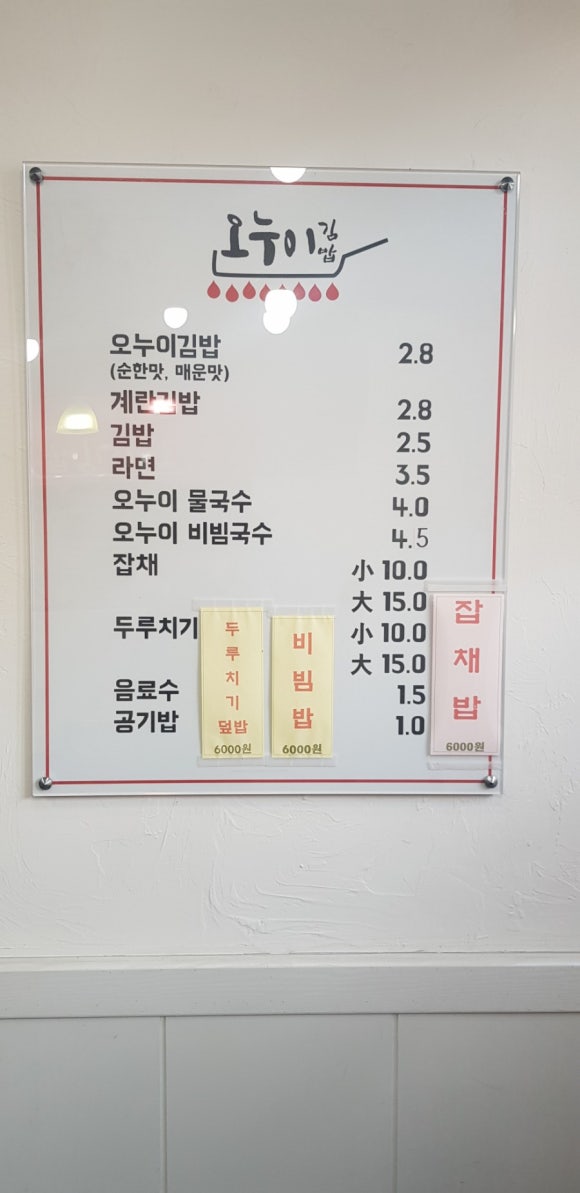 오누이김밥
오누이김밥 2.8
(순한맛, 매운맛)
계란김밥 2.8
김밥 2.5
라면 3.5
오누이 물국수 4.0
오누이 비빔국수 4.5
잡채 小 10.0
大 15.0
두루치기 小 10.0
大 15.0
음료수 1.5
공기밥 1.0
두루치기덮밥
6000원
비빔밥
6000원
잡채밥
6000원